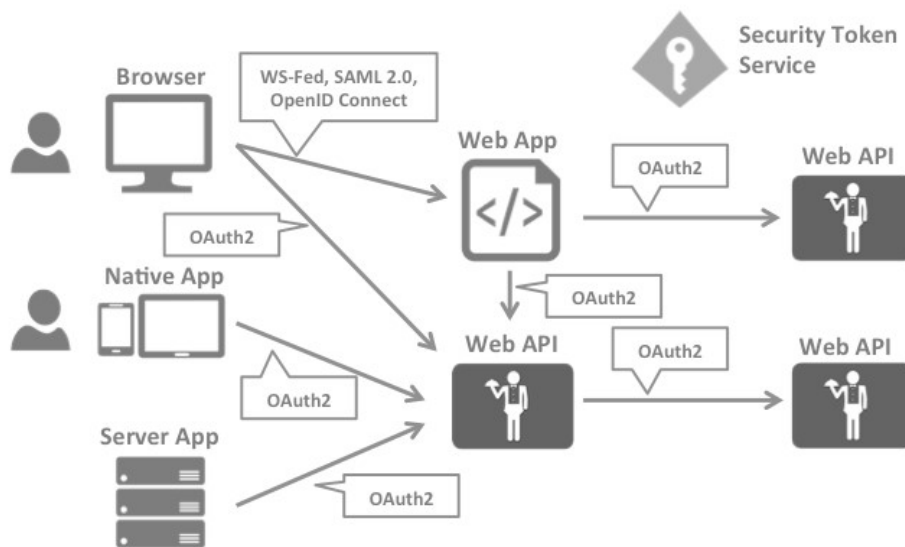 Security Token
Service
Browser
WS-Fed, SAML 2.0,
OpenID Connect
Web App
OAuth2
Web API
OAuth2
Native App
OAuth2
Web API
OAuth2
Web API
OAuth2
Server App
OAuth2